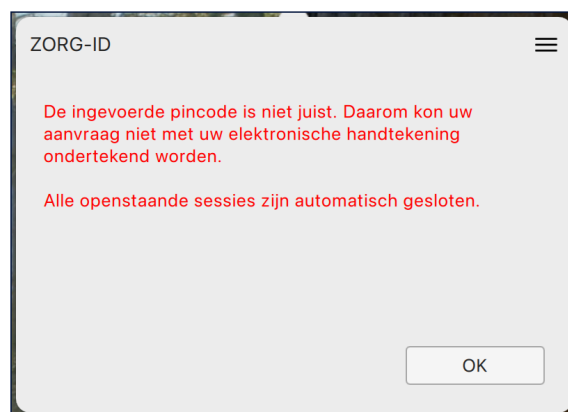 ZORG-ID
De ingevoerde pincode is niet juist. Daarom kon uw
aanvraag niet met uw elektronische handtekening
ondertekend worden.
Alle openstaande sessies zijn automatisch gesloten.
OK